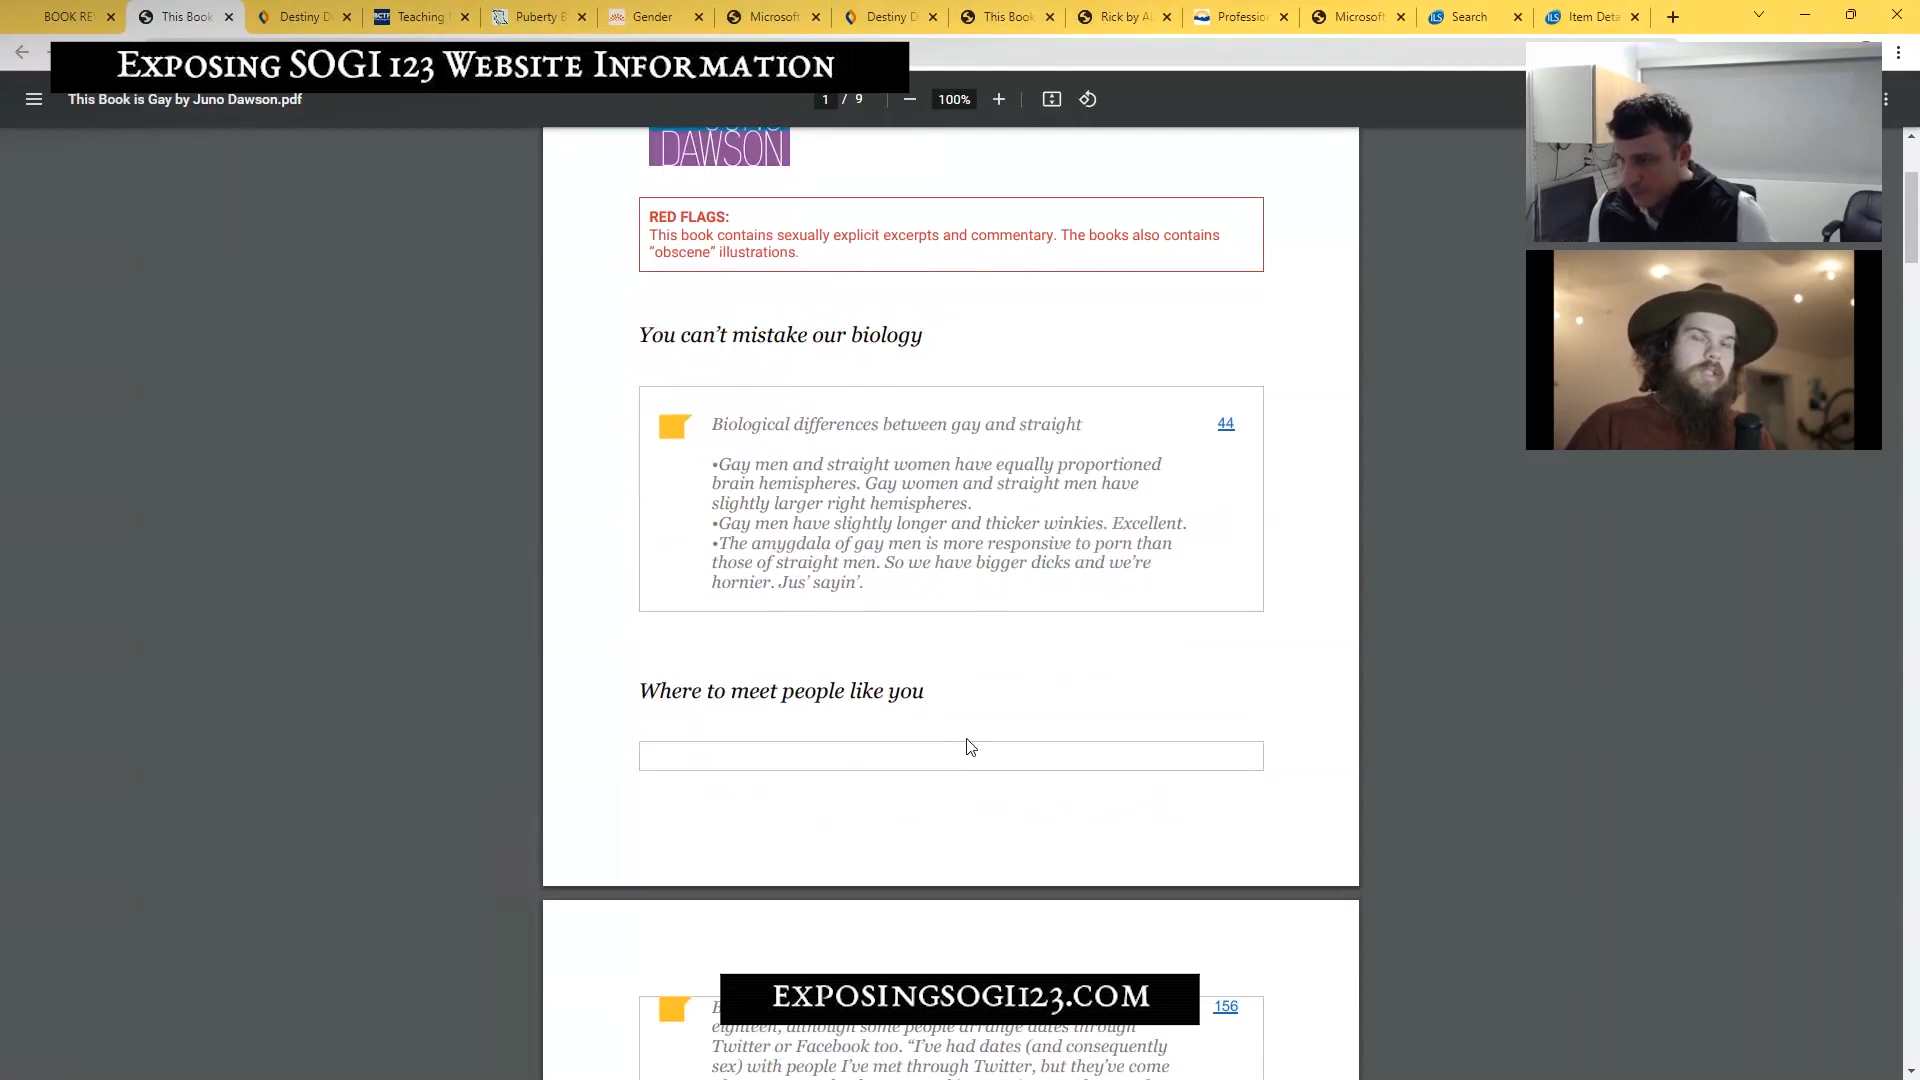 BOOK RE
This Book
Destiny D
Teaching
Puberty B
Gender
Microsoft
Destiny D
This Book
Rick by A
Professio
Microsoft
Search
Item Deta
Exposing SOGI 123 Website Information
This Book is Gay by Juno Dawson.pdf
1 / 9
100%
DAWSON
RED FLAGS:
This book contains sexually explicit excerpts and commentary. The books also contains
“obscene” illustrations.
You can’t mistake our biology
Biological differences between gay and straight
44
•Gay men and straight women have equally proportioned
brain hemispheres. Gay women and straight men have
slightly larger right hemispheres.
•Gay men have slightly longer and thicker winkies. Excellent.
•The amygdala of gay men is more responsive to porn than
those of straight men. So we have bigger dicks and we’re
hornier. Jus’ sayin’.
Where to meet people like you
EXPOSINGSOGI123.COM
156
eighteen, although some people arrange dates through
Twitter or Facebook too. “I’ve had dates (and consequently
sex) with people I’ve met through Twitter, but they’ve come